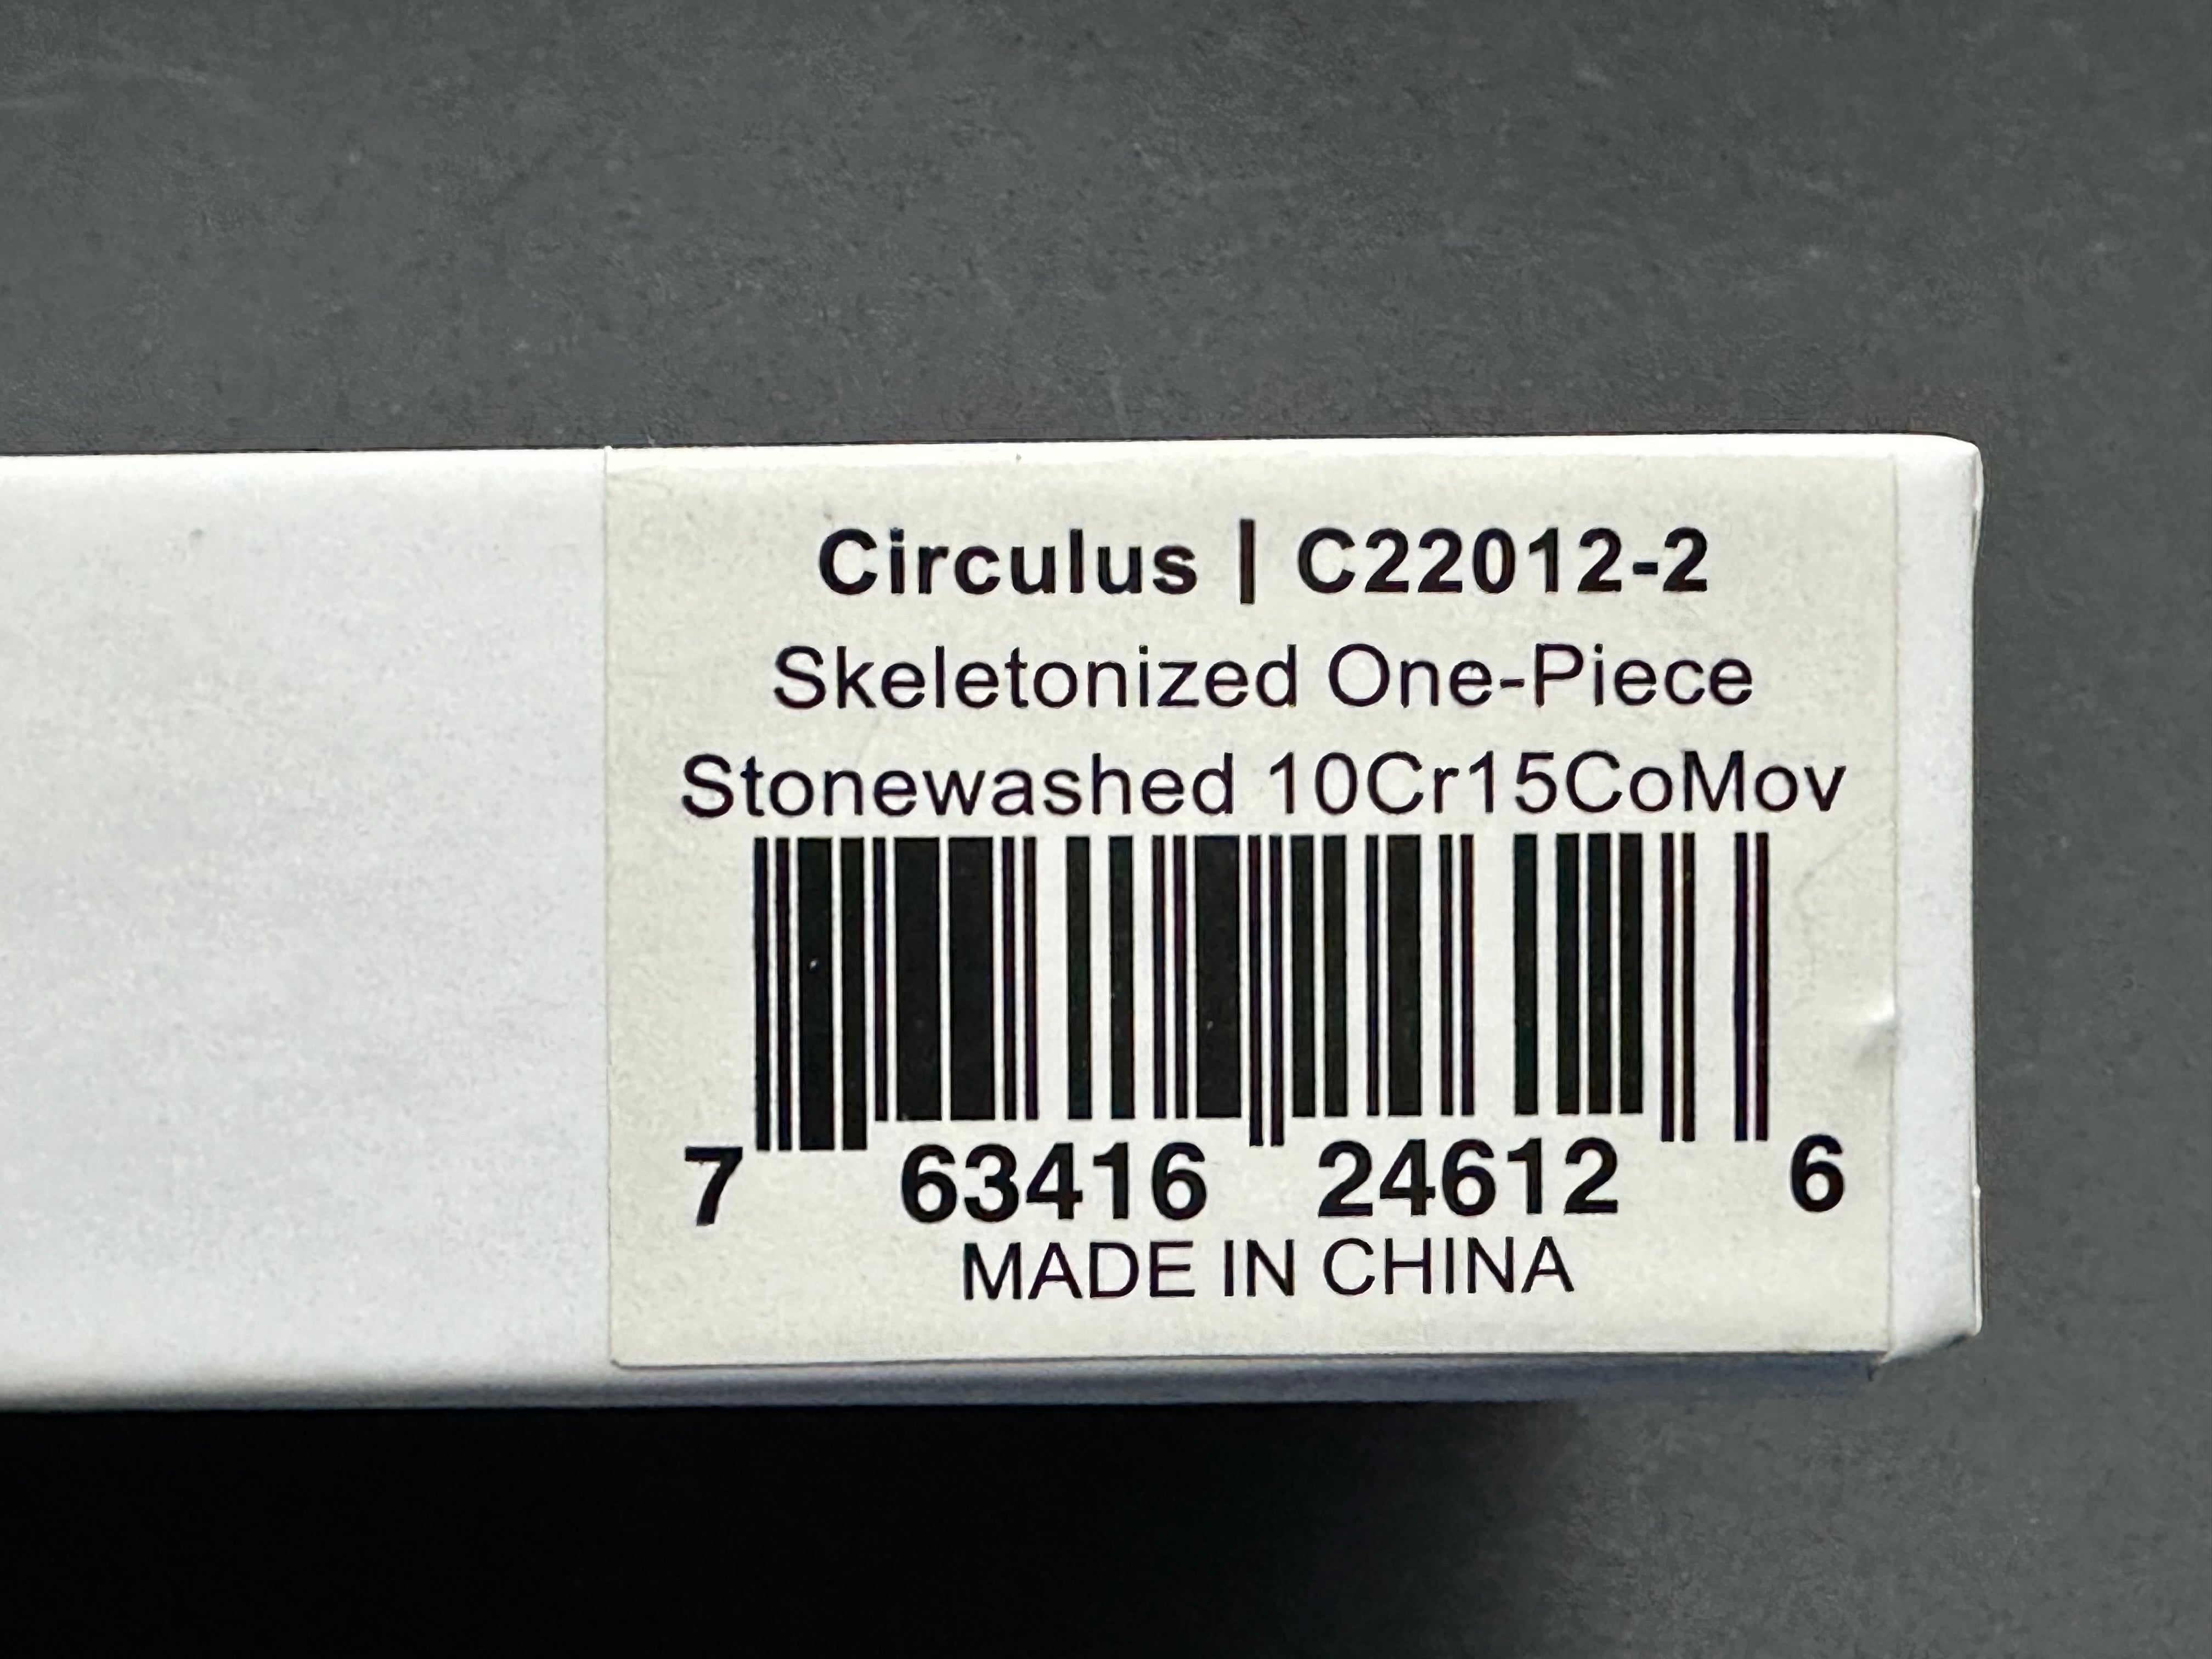 Circulus | C22012-2
Skeletonized One-Piece
Stonewashed 10Cr15CoMov
7 63416 24612 6
MADE IN CHINA